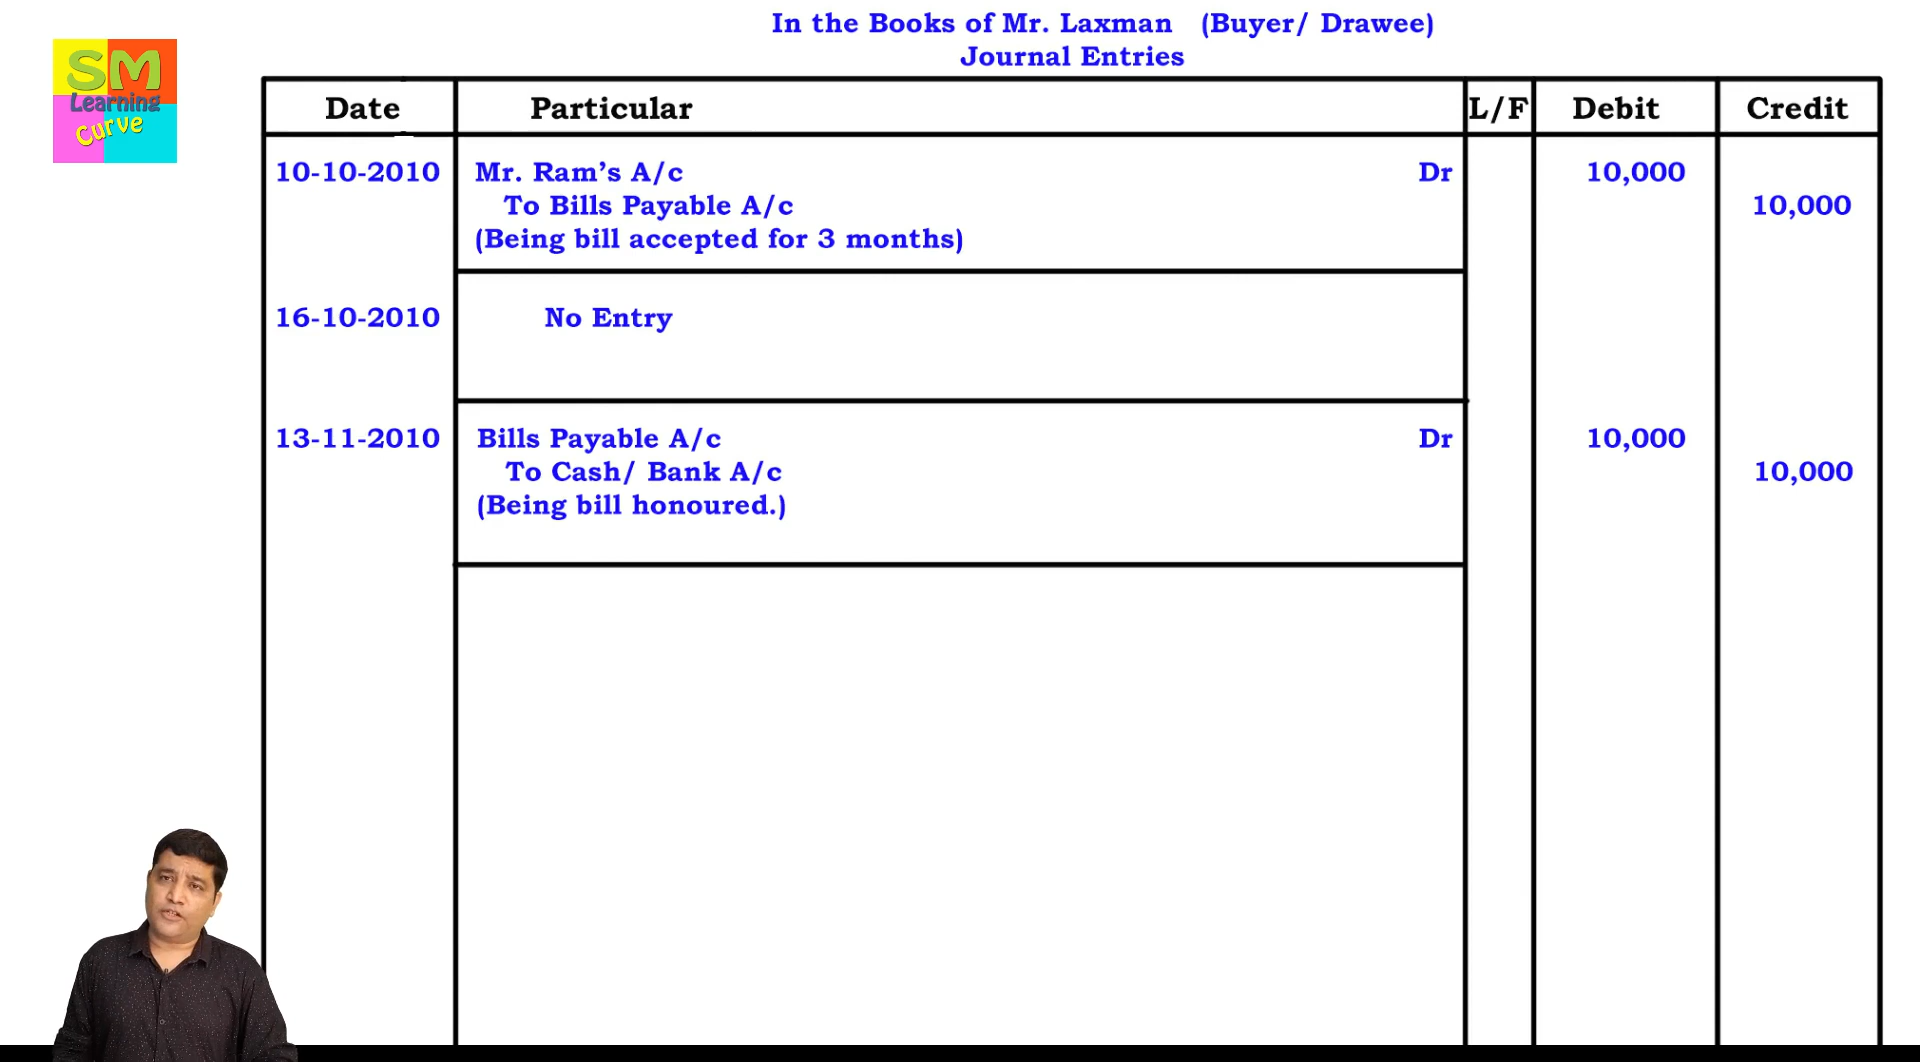 In the Books of Mr. Laxman (Buyer/ Drawee)
Journal Entries
SM
Learning
Curve
Date Particular L/F Debit Credit
10-10-2010 Mr. Ram's A/c Dr 10,000
To Bills Payable A/c 10,000
(Being bill accepted for 3 months)
16-10-2010 No Entry
13-11-2010 Bills Payable A/c Dr 10,000
To Cash/ Bank A/c 10,000
(Being bill honoured.)